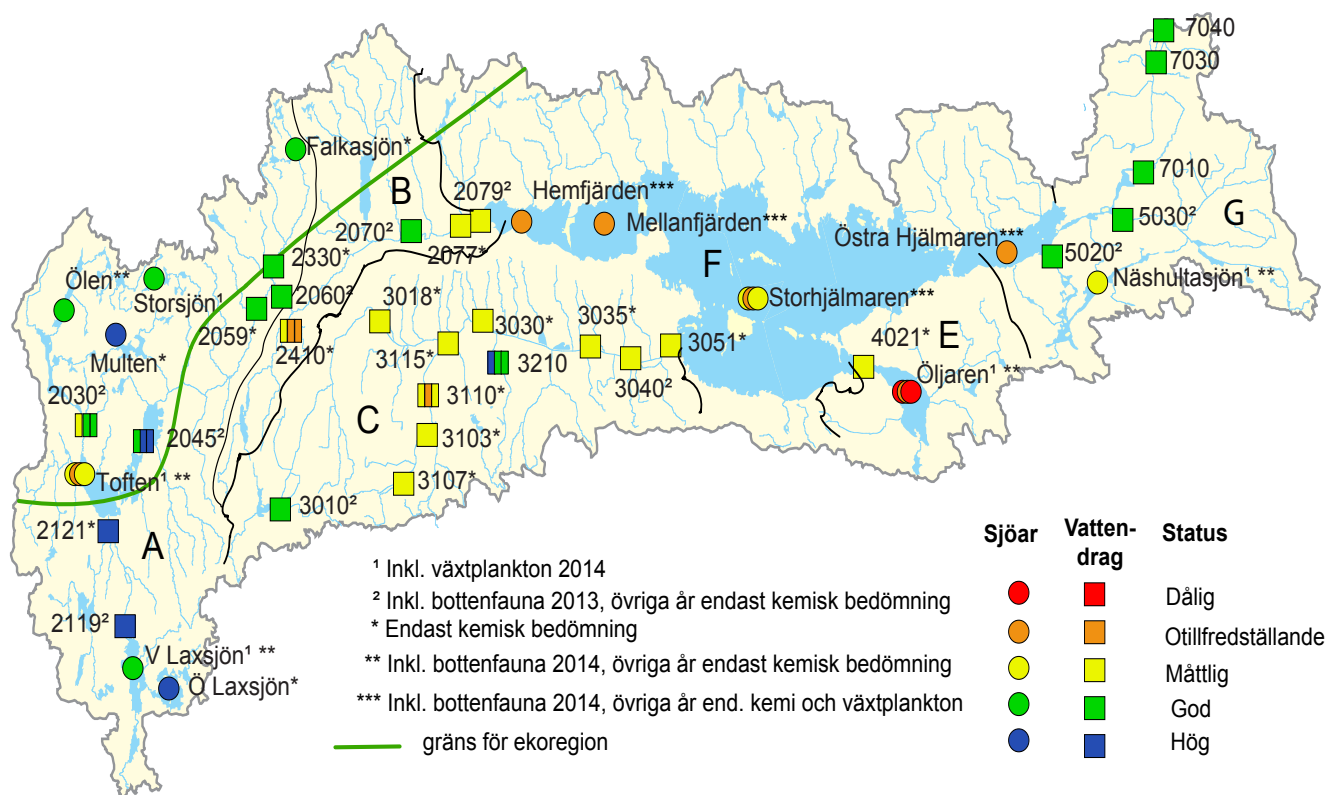 7040
7030
Falkasjön*
7010
B
2079²
Hemfjärden***
Mellanfjärden***
5030²
G
2070²
2077*
Östra Hjälmaren***
5020²
2330*
F
Ölen**
Storsjön¹
Näshultasjön¹ **
2060²
3018*
Storhjälmaren***
2059*
3030*
3035*
Multen*
2410*
3115*
3051*
4021*
E
3210
3040²
Öljaren¹ **
2030²
3110*
C
2045²
3103*
Toften¹ **
3107*
3010²
2121*
A
Sjöar
Vatten-
drag
Status
¹ Inkl. växtplankton 2014
² Inkl. bottenfauna 2013, övriga år endast kemisk bedömning
Dålig
2119²
* Endast kemisk bedömning
Otillfredställande
V Laxsjön¹ **
** Inkl. bottenfauna 2014, övriga år endast kemisk bedömning
Måttlig
Ö Laxsjön*
*** Inkl. bottenfauna 2014, övriga år end. kemi och växtplankton
God
gräns för ekoregion
Hög